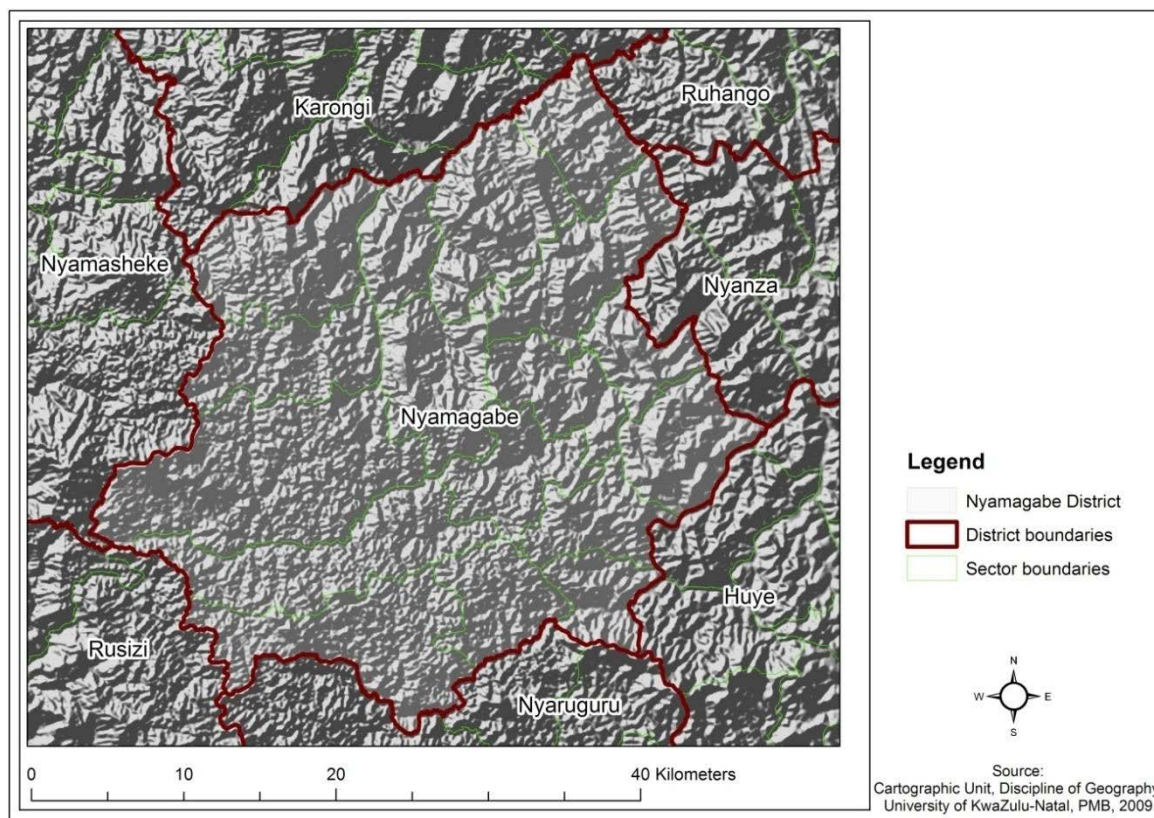 Karongi
Ruhango
Nyamasheke
Nyanza
Nyamagabe
Huye
Rusizi
Nyaruguru
0 10 20 40 Kilometers
Legend
Nyamagabe District
District boundaries
Sector boundaries
N
W E
S
Source:
Cartographic Unit, Discipline of Geography
University of KwaZulu-Natal, PMB, 2009